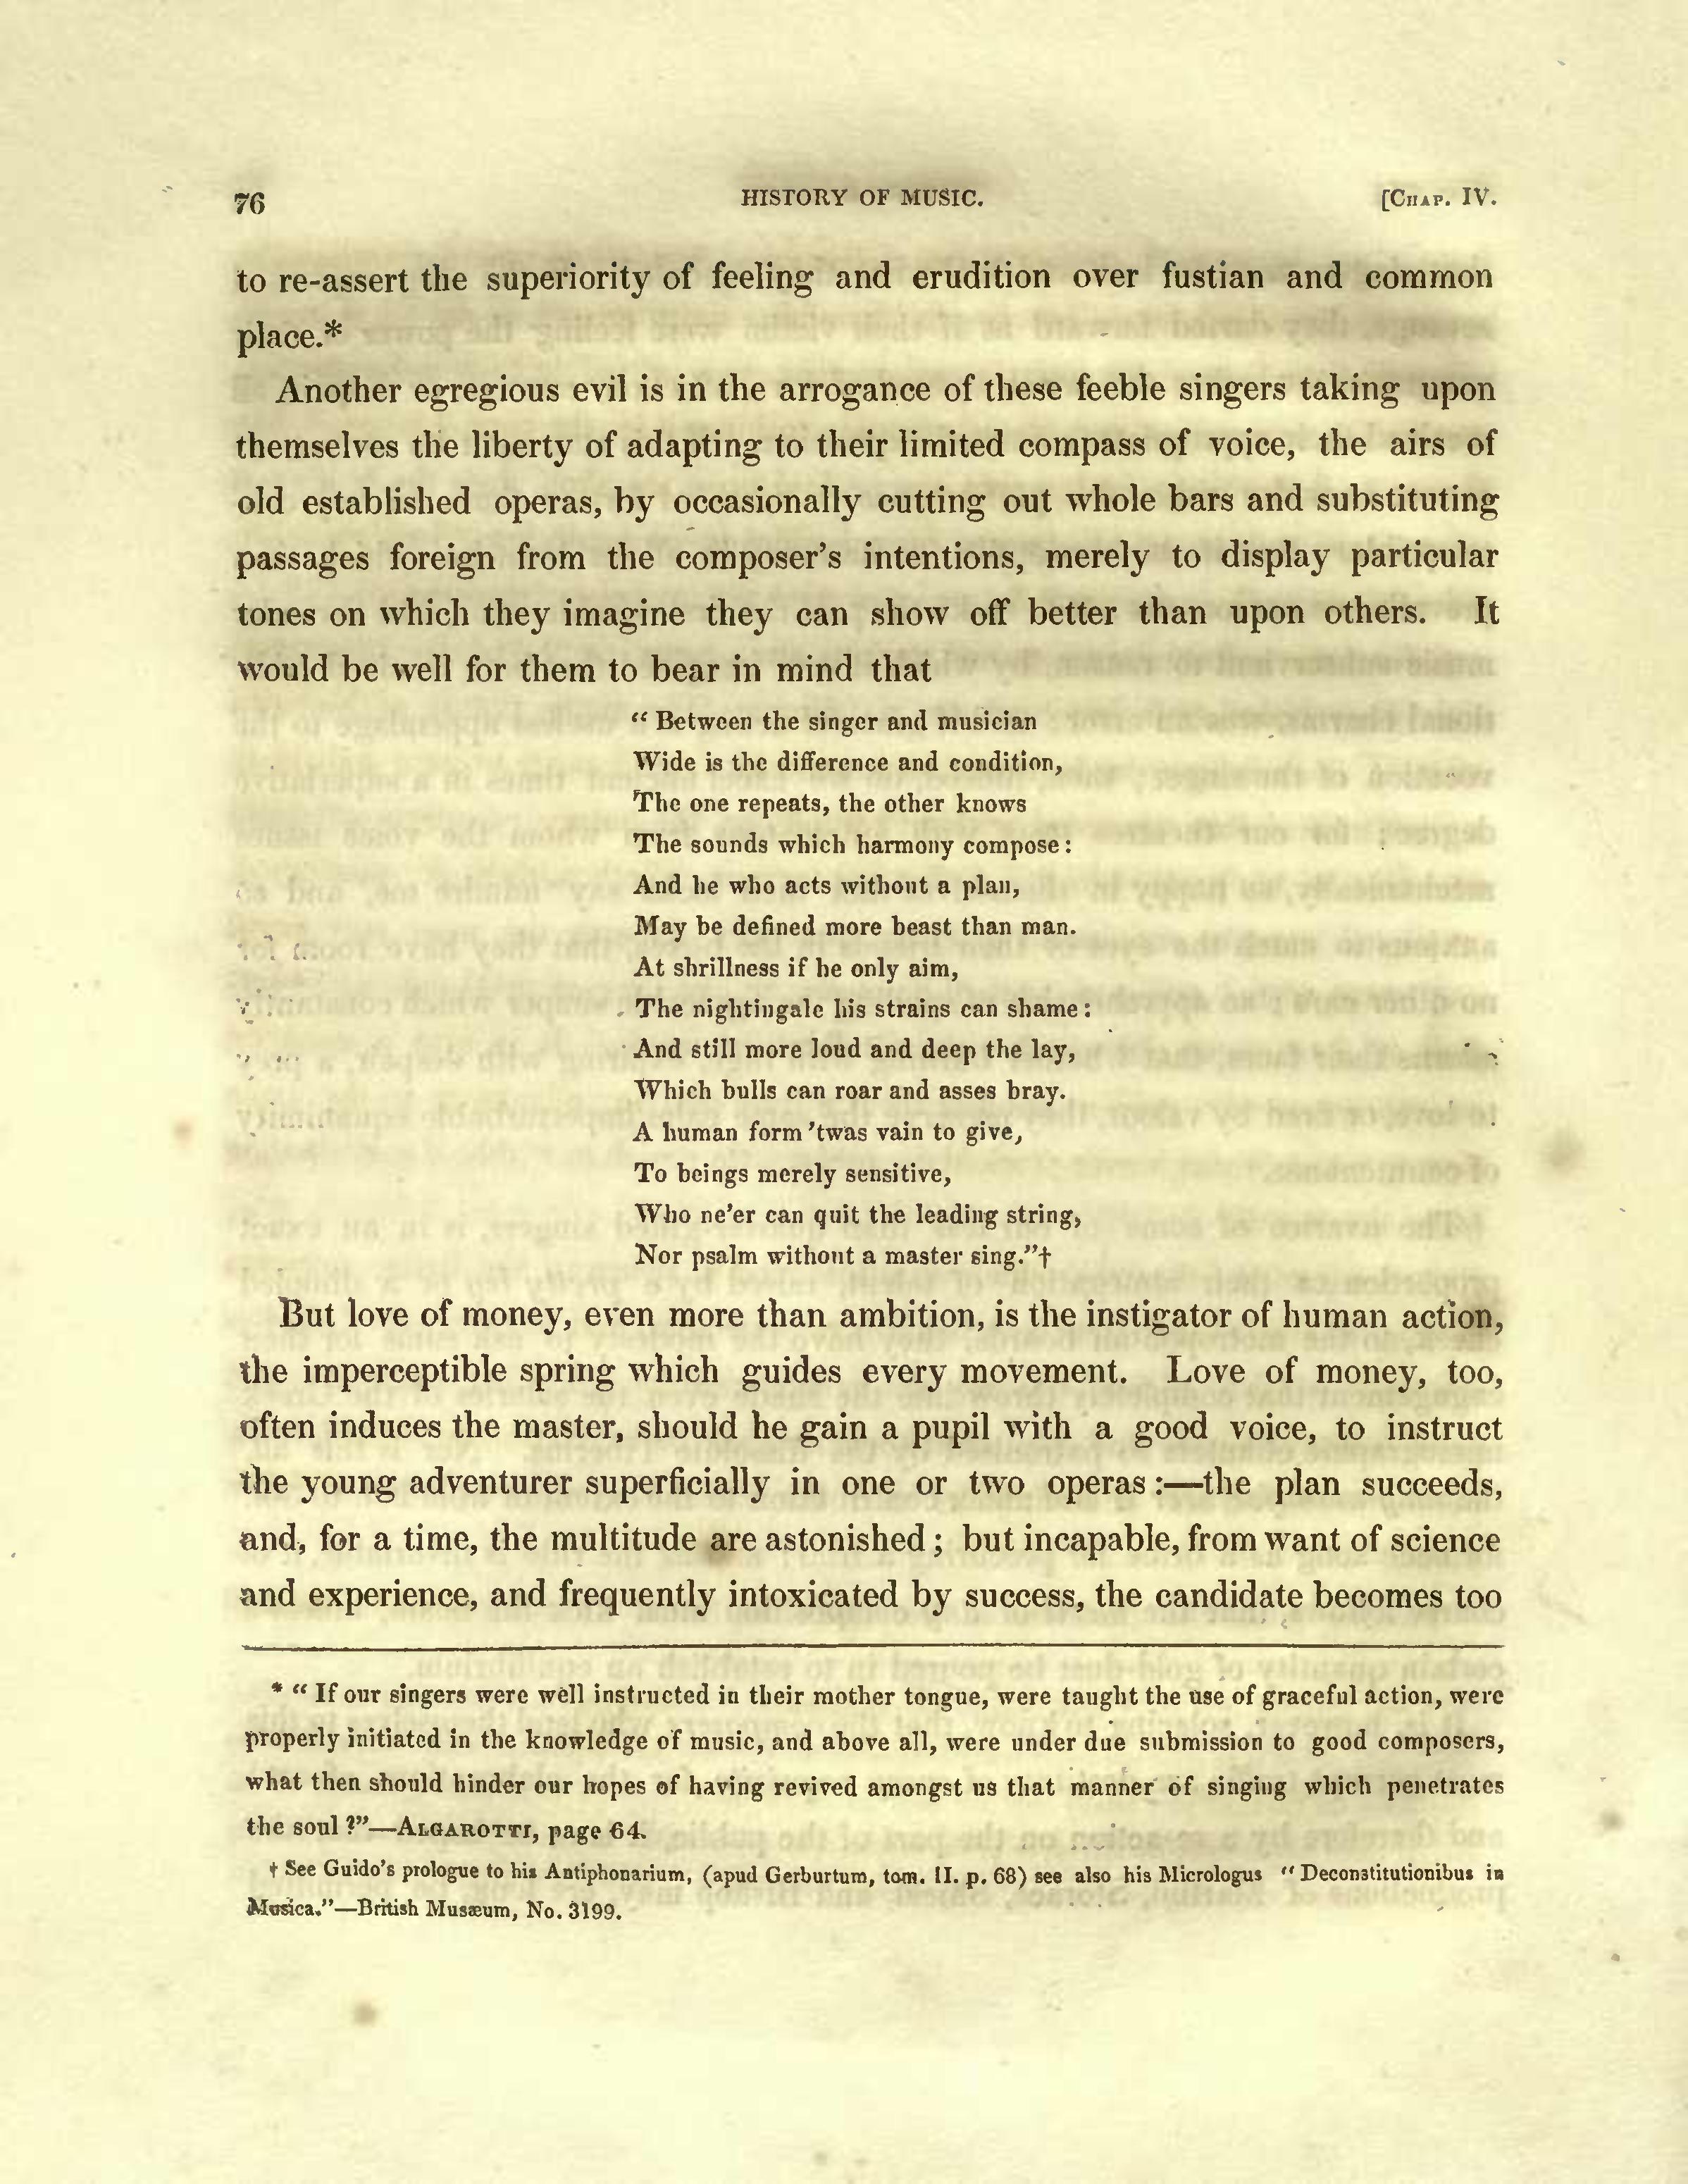 76 HISTORY OF MUSIC. [CHAP. IV.
to re-assert the superiority of feeling and erudition over fustian and common
place.*
Another egregious evil is in the arrogance of these feeble singers taking upon
themselves the liberty of adapting to their limited compass of voice, the airs of
old established operas, by occasionally cutting out whole bars and substituting
passages foreign from the composer's intentions, merely to display particular
tones on which they imagine they can show off better than upon others. It
would be well for them to bear in mind that
“ Between the singer and musician
Wide is the difference and condition,
The one repeats, the other knows
The sounds which harmony compose :
And he who acts without a plan,
May be defined more beast than man.
At shrillness if he only aim,
The nightingale his strains can shame :
And still more loud and deep the lay,
Which bulls can roar and asses bray.
A human form 'twas vain to give,
To beings merely sensitive,
Who ne'er can quit the leading string,
Nor psalm without a master sing.”†
But love of money, even more than ambition, is the instigator of human action,
the imperceptible spring which guides every movement. Love of money, too,
often induces the master, should he gain a pupil with a good voice, to instruct
the young adventurer superficially in one or two operas :—the plan succeeds,
and, for a time, the multitude are astonished ; but incapable, from want of science
and experience, and frequently intoxicated by success, the candidate becomes too
* “ If our singers were well instructed in their mother tongue, were taught the use of graceful action, were
properly initiated in the knowledge of music, and above all, were under due submission to good composers,
what then should hinder our hopes of having revived amongst us that manner of singing which penetrates
the soul ?”—ALGAROTTI, page 64.
† See Guido's prologue to his Antiphonarium, (apud Gerburtum, tom. II. p. 68) see also his Micrologus “ Deconstitutionibus in
Musica.”—British Musæum, No. 3199.